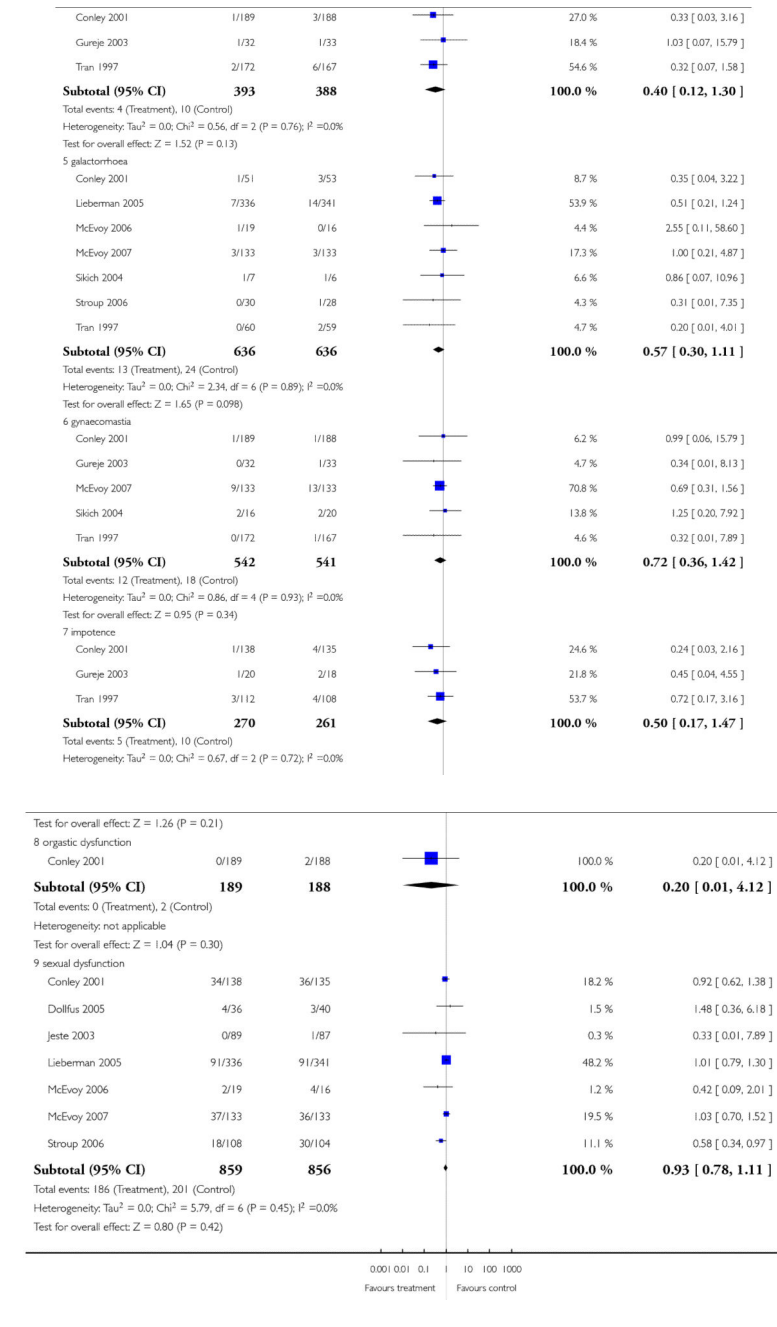 Conley 2001 1/189 3/188 27.0 % 0.33 [ 0.03, 3.16 ]
Gureje 2003 1/32 1/33 18.4 % 1.03 [ 0.07, 15.79 ]
Tran 1997 2/172 6/167 54.6 % 0.32 [ 0.07, 1.58 ]
Subtotal (95% CI) 393 388 100.0 % 0.40 [ 0.12, 1.30 ]
Total events: 4 (Treatment), 10 (Control)
Heterogeneity: Tau² = 0.0; Chi² = 0.56, df = 2 (P = 0.76); I² =0.0%
Test for overall effect: Z = 1.52 (P = 0.13)
5 galactorrhoea
Conley 2001 1/51 3/53 8.7 % 0.35 [ 0.04, 3.22 ]
Lieberman 2005 7/336 14/341 53.9 % 0.51 [ 0.21, 1.24 ]
McEvoy 2006 1/19 0/16 4.4 % 2.55 [ 0.11, 58.60 ]
McEvoy 2007 3/133 3/133 17.3 % 1.00 [ 0.21, 4.87 ]
Sikich 2004 1/7 1/6 6.6 % 0.86 [ 0.07, 10.96 ]
Stroup 2006 0/30 1/28 4.3 % 0.31 [ 0.01, 7.35 ]
Tran 1997 0/60 2/59 4.7 % 0.20 [ 0.01, 4.01 ]
Subtotal (95% CI) 636 636 100.0 % 0.57 [ 0.30, 1.11 ]
Total events: 13 (Treatment), 24 (Control)
Heterogeneity: Tau² = 0.0; Chi² = 2.34, df = 6 (P = 0.89); I² =0.0%
Test for overall effect: Z = 1.65 (P = 0.098)
6 gynaecomastia
Conley 2001 1/189 1/188 6.2 % 0.99 [ 0.06, 15.79 ]
Gureje 2003 0/32 1/33 4.7 % 0.34 [ 0.01, 8.13 ]
McEvoy 2007 9/133 13/133 70.8 % 0.69 [ 0.31, 1.56 ]
Sikich 2004 2/16 2/20 13.8 % 1.25 [ 0.20, 7.92 ]
Tran 1997 0/172 1/167 4.6 % 0.32 [ 0.01, 7.89 ]
Subtotal (95% CI) 542 541 100.0 % 0.72 [ 0.36, 1.42 ]
Total events: 12 (Treatment), 18 (Control)
Heterogeneity: Tau² = 0.0; Chi² = 0.86, df = 4 (P = 0.93); I² =0.0%
Test for overall effect: Z = 0.95 (P = 0.34)
7 impotence
Conley 2001 1/138 4/135 24.6 % 0.24 [ 0.03, 2.16 ]
Gureje 2003 1/20 2/18 21.8 % 0.45 [ 0.04, 4.55 ]
Tran 1997 3/112 4/108 53.7 % 0.72 [ 0.17, 3.16 ]
Subtotal (95% CI) 270 261 100.0 % 0.50 [ 0.17, 1.47 ]
Total events: 5 (Treatment), 10 (Control)
Heterogeneity: Tau² = 0.0; Chi² = 0.67, df = 2 (P = 0.72); I² =0.0%
Test for overall effect: Z = 1.26 (P = 0.21)
8 orgastic dysfunction
Conley 2001 0/189 2/188 100.0 % 0.20 [ 0.01, 4.12 ]
Subtotal (95% CI) 189 188 100.0 % 0.20 [ 0.01, 4.12 ]
Total events: 0 (Treatment), 2 (Control)
Heterogeneity: not applicable
Test for overall effect: Z = 1.04 (P = 0.30)
9 sexual dysfunction
Conley 2001 34/138 36/135 18.2 % 0.92 [ 0.62, 1.38 ]
Dollfus 2005 4/36 3/40 1.5 % 1.48 [ 0.36, 6.18 ]
Jeste 2003 0/89 1/87 0.3 % 0.33 [ 0.01, 7.89 ]
Lieberman 2005 91/336 91/341 48.2 % 1.01 [ 0.79, 1.30 ]
McEvoy 2006 2/19 4/16 1.2 % 0.42 [ 0.09, 2.01 ]
McEvoy 2007 37/133 36/133 19.5 % 1.03 [ 0.70, 1.52 ]
Stroup 2006 18/108 30/104 11.1 % 0.58 [ 0.34, 0.97 ]
Subtotal (95% CI) 859 856 100.0 % 0.93 [ 0.78, 1.11 ]
Total events: 186 (Treatment), 201 (Control)
Heterogeneity: Tau² = 0.0; Chi² = 5.79, df = 6 (P = 0.45); I² =0.0%
Test for overall effect: Z = 0.80 (P = 0.42)
0.001 0.01 0.1 1 10 100 1000
Favours treatment Favours control